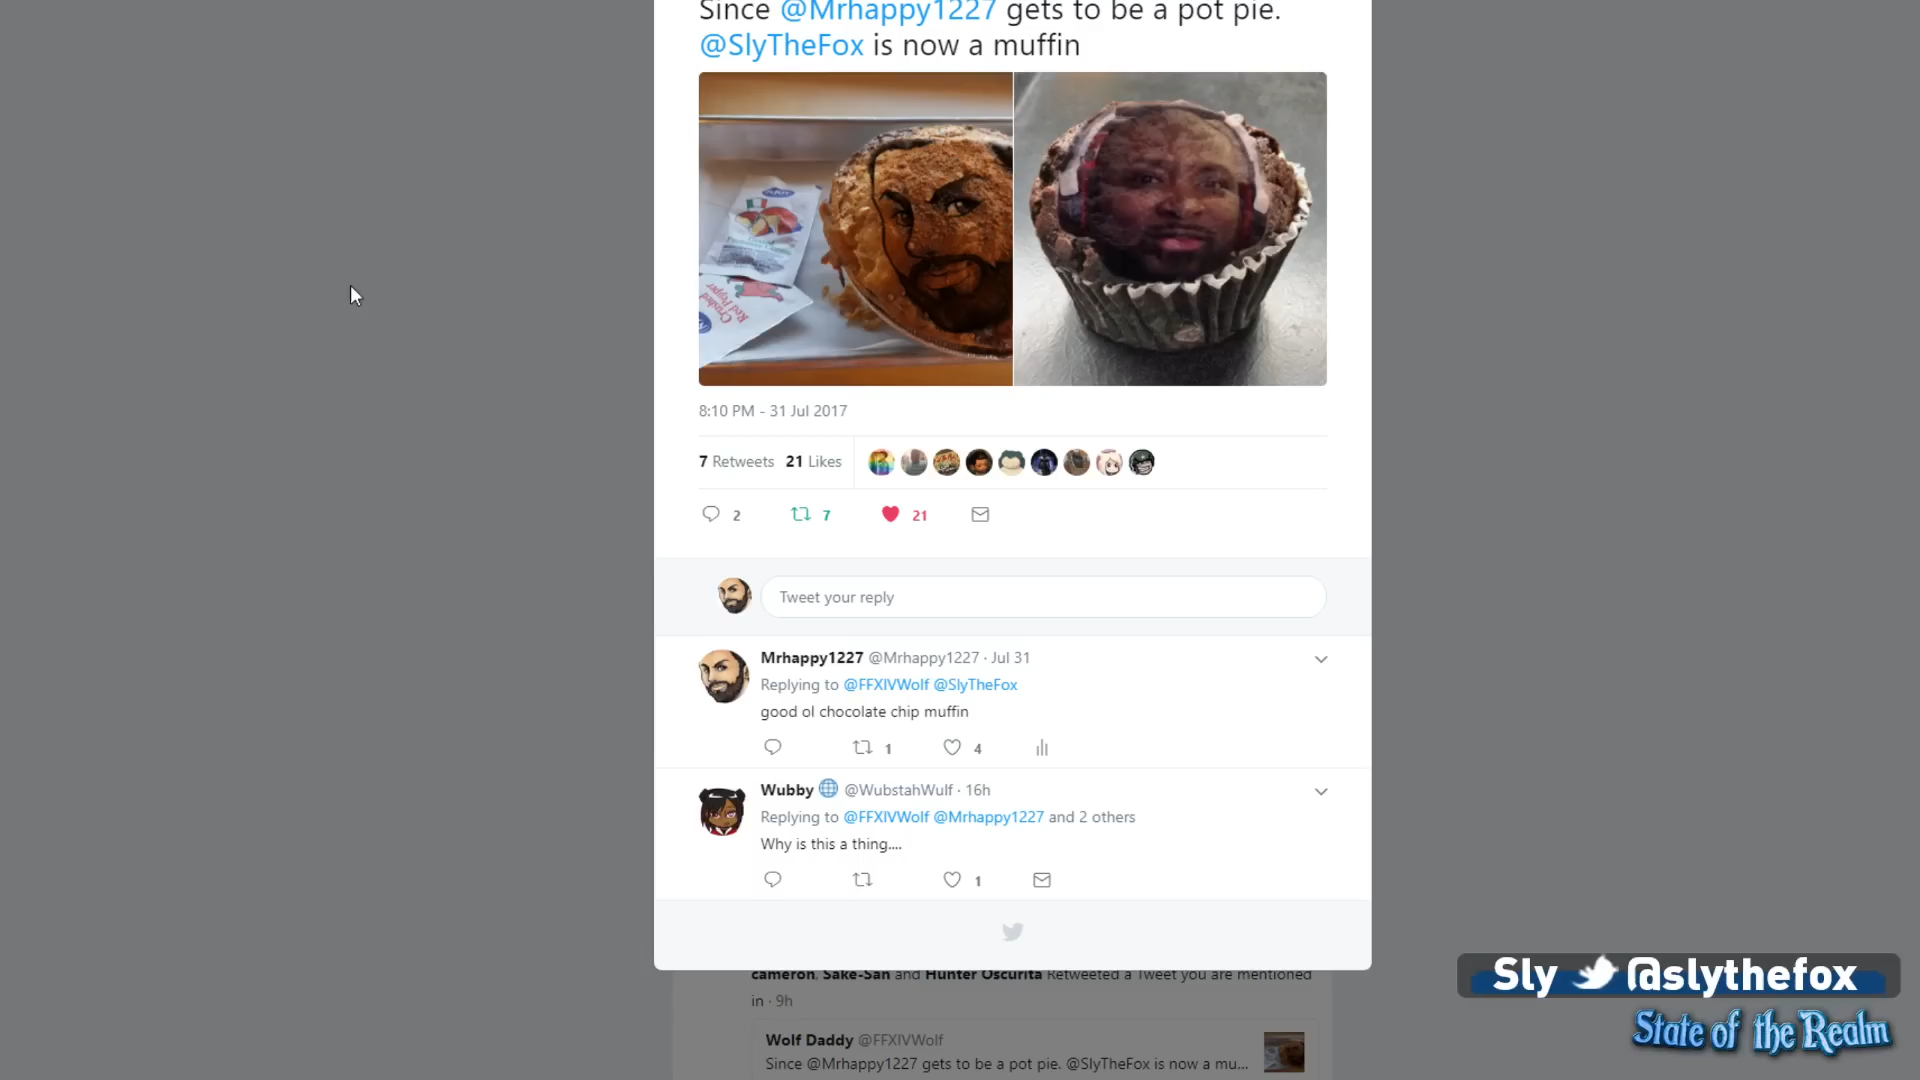 Since @Mrhappy1227 gets to be a pot pie.
@SlyTheFox is now a muffin
Crushed
Red Pepper
8:10 PM - 31 Jul 2017
7 Retweets 21 Likes
2 7 21
Tweet your reply
Mrhappy1227 @Mrhappy1227 · Jul 31
Replying to @FFXIVWolf @SlyTheFox
good ol chocolate chip muffin
1 4
Wubby @WubstahWulf · 16h
Replying to @FFXIVWolf @Mrhappy1227 and 2 others
Why is this a thing....
1
cameron, Sake-San and Hunter Oscurita Retweeted a Tweet you are mentioned
in · 9h
Wolf Daddy @FFXIVWolf
Since @Mrhappy1227 gets to be a pot pie. @SlyTheFox is now a mu...
Sly @slythefox
State of the Realm